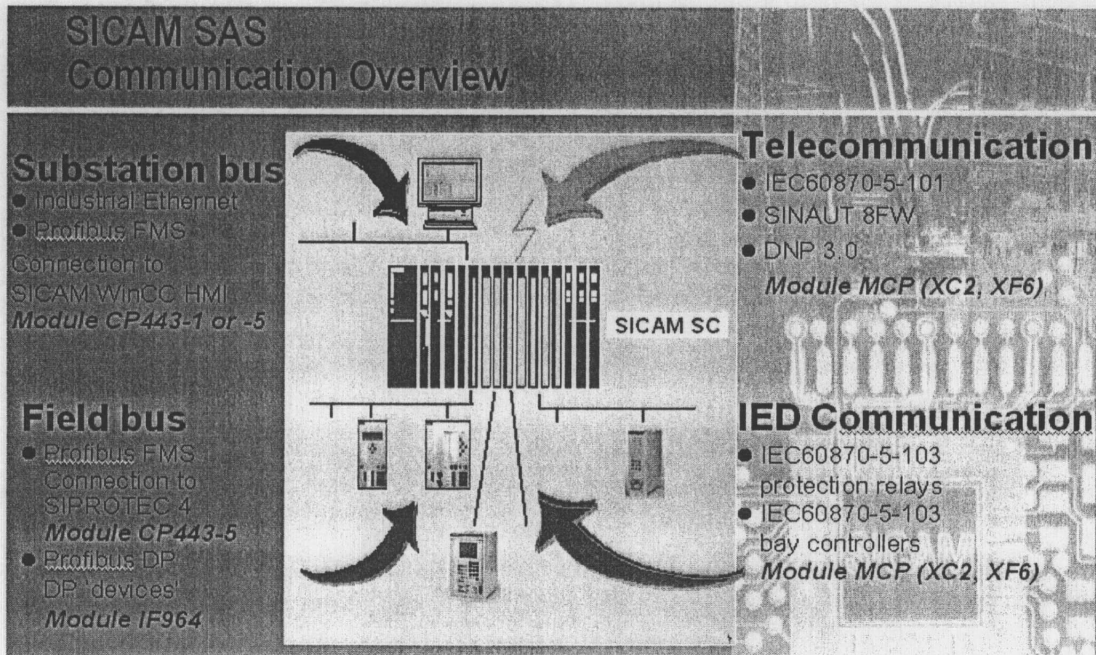 SICAM SAS
Communication Overview
Substation bus
● Industrial Ethernet
● Profibus FMS
Connection to
SICAM WinCC HMI
Module CP443-1 or -5
Field bus
● Profibus FMS
Connection to
SIPROTEC 4
Module CP443-5
● Profibus DP
DP 'devices'
Module IF964
SICAM SC
Telecommunication
● IEC60870-5-101
● SINAUT 8FW
● DNP 3.0
Module MCP (XC2, XF6)
IED Communication
● IEC60870-5-103
protection relays
● IEC60870-5-103
bay controllers
Module MCP (XC2, XF6)